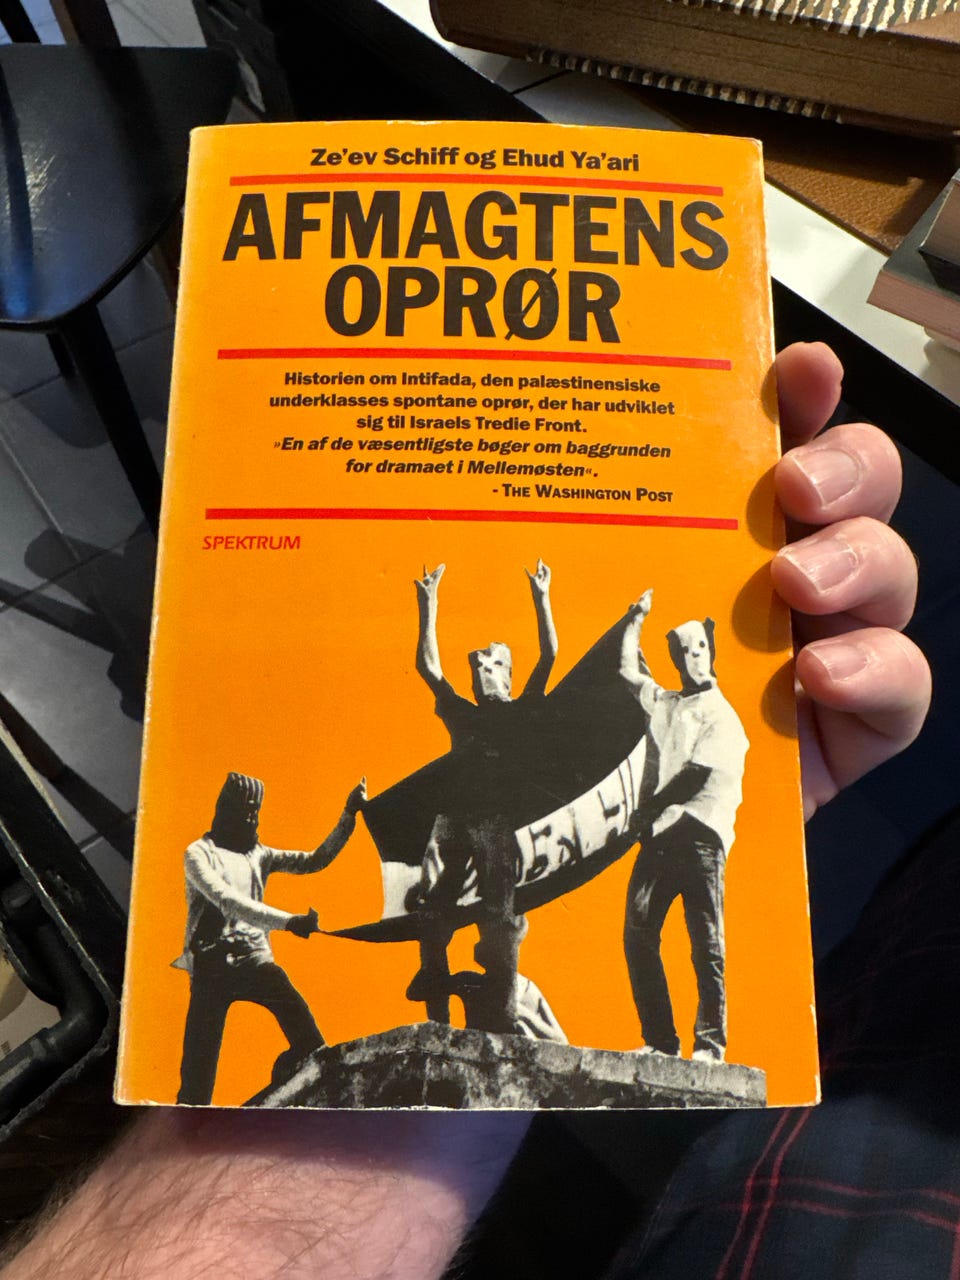 Ze'ev Schiff og Ehud Ya'ari
AFMAGTENS
OPRØR
Historien om Intifada, den palæstinensiske
underklasses spontane oprør, der har udviklet
sig til Israels Tredie Front.
»En af de væsentligste bøger om baggrunden
for dramaet i Mellemøsten«.
- THE WASHINGTON POST
SPEKTRUM